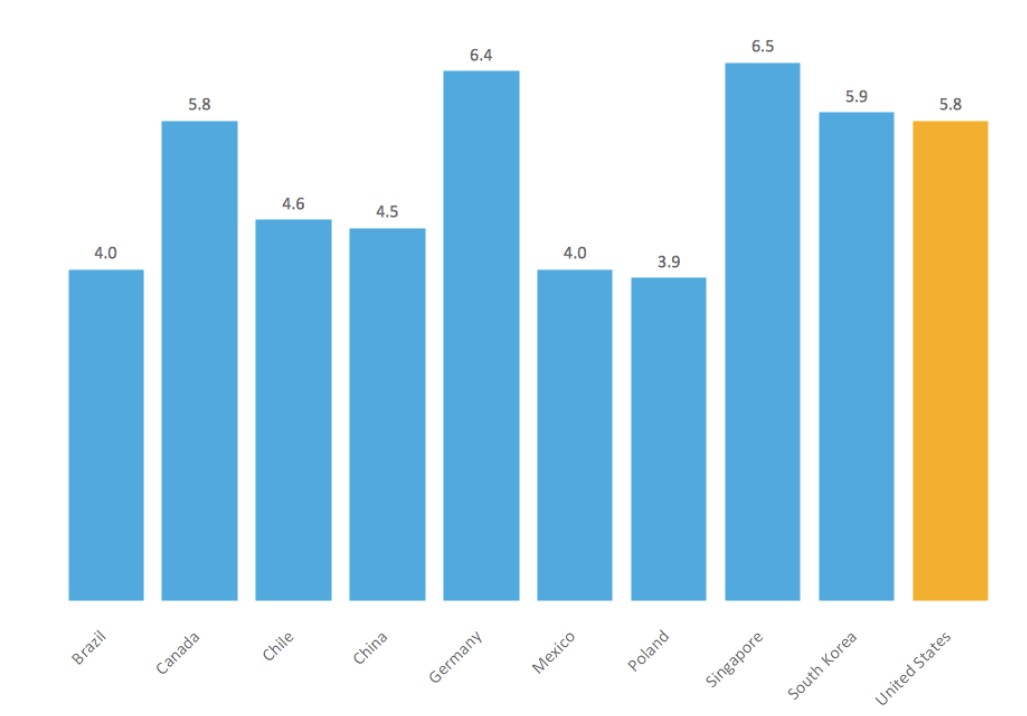 6.5
6.4
5.9
5.8
5.8
4.6
4.5
4.0
4.0
3.9
Brazil
Canada
Chile
China
Germany
Mexico
Poland
Singapore
South Korea
United States